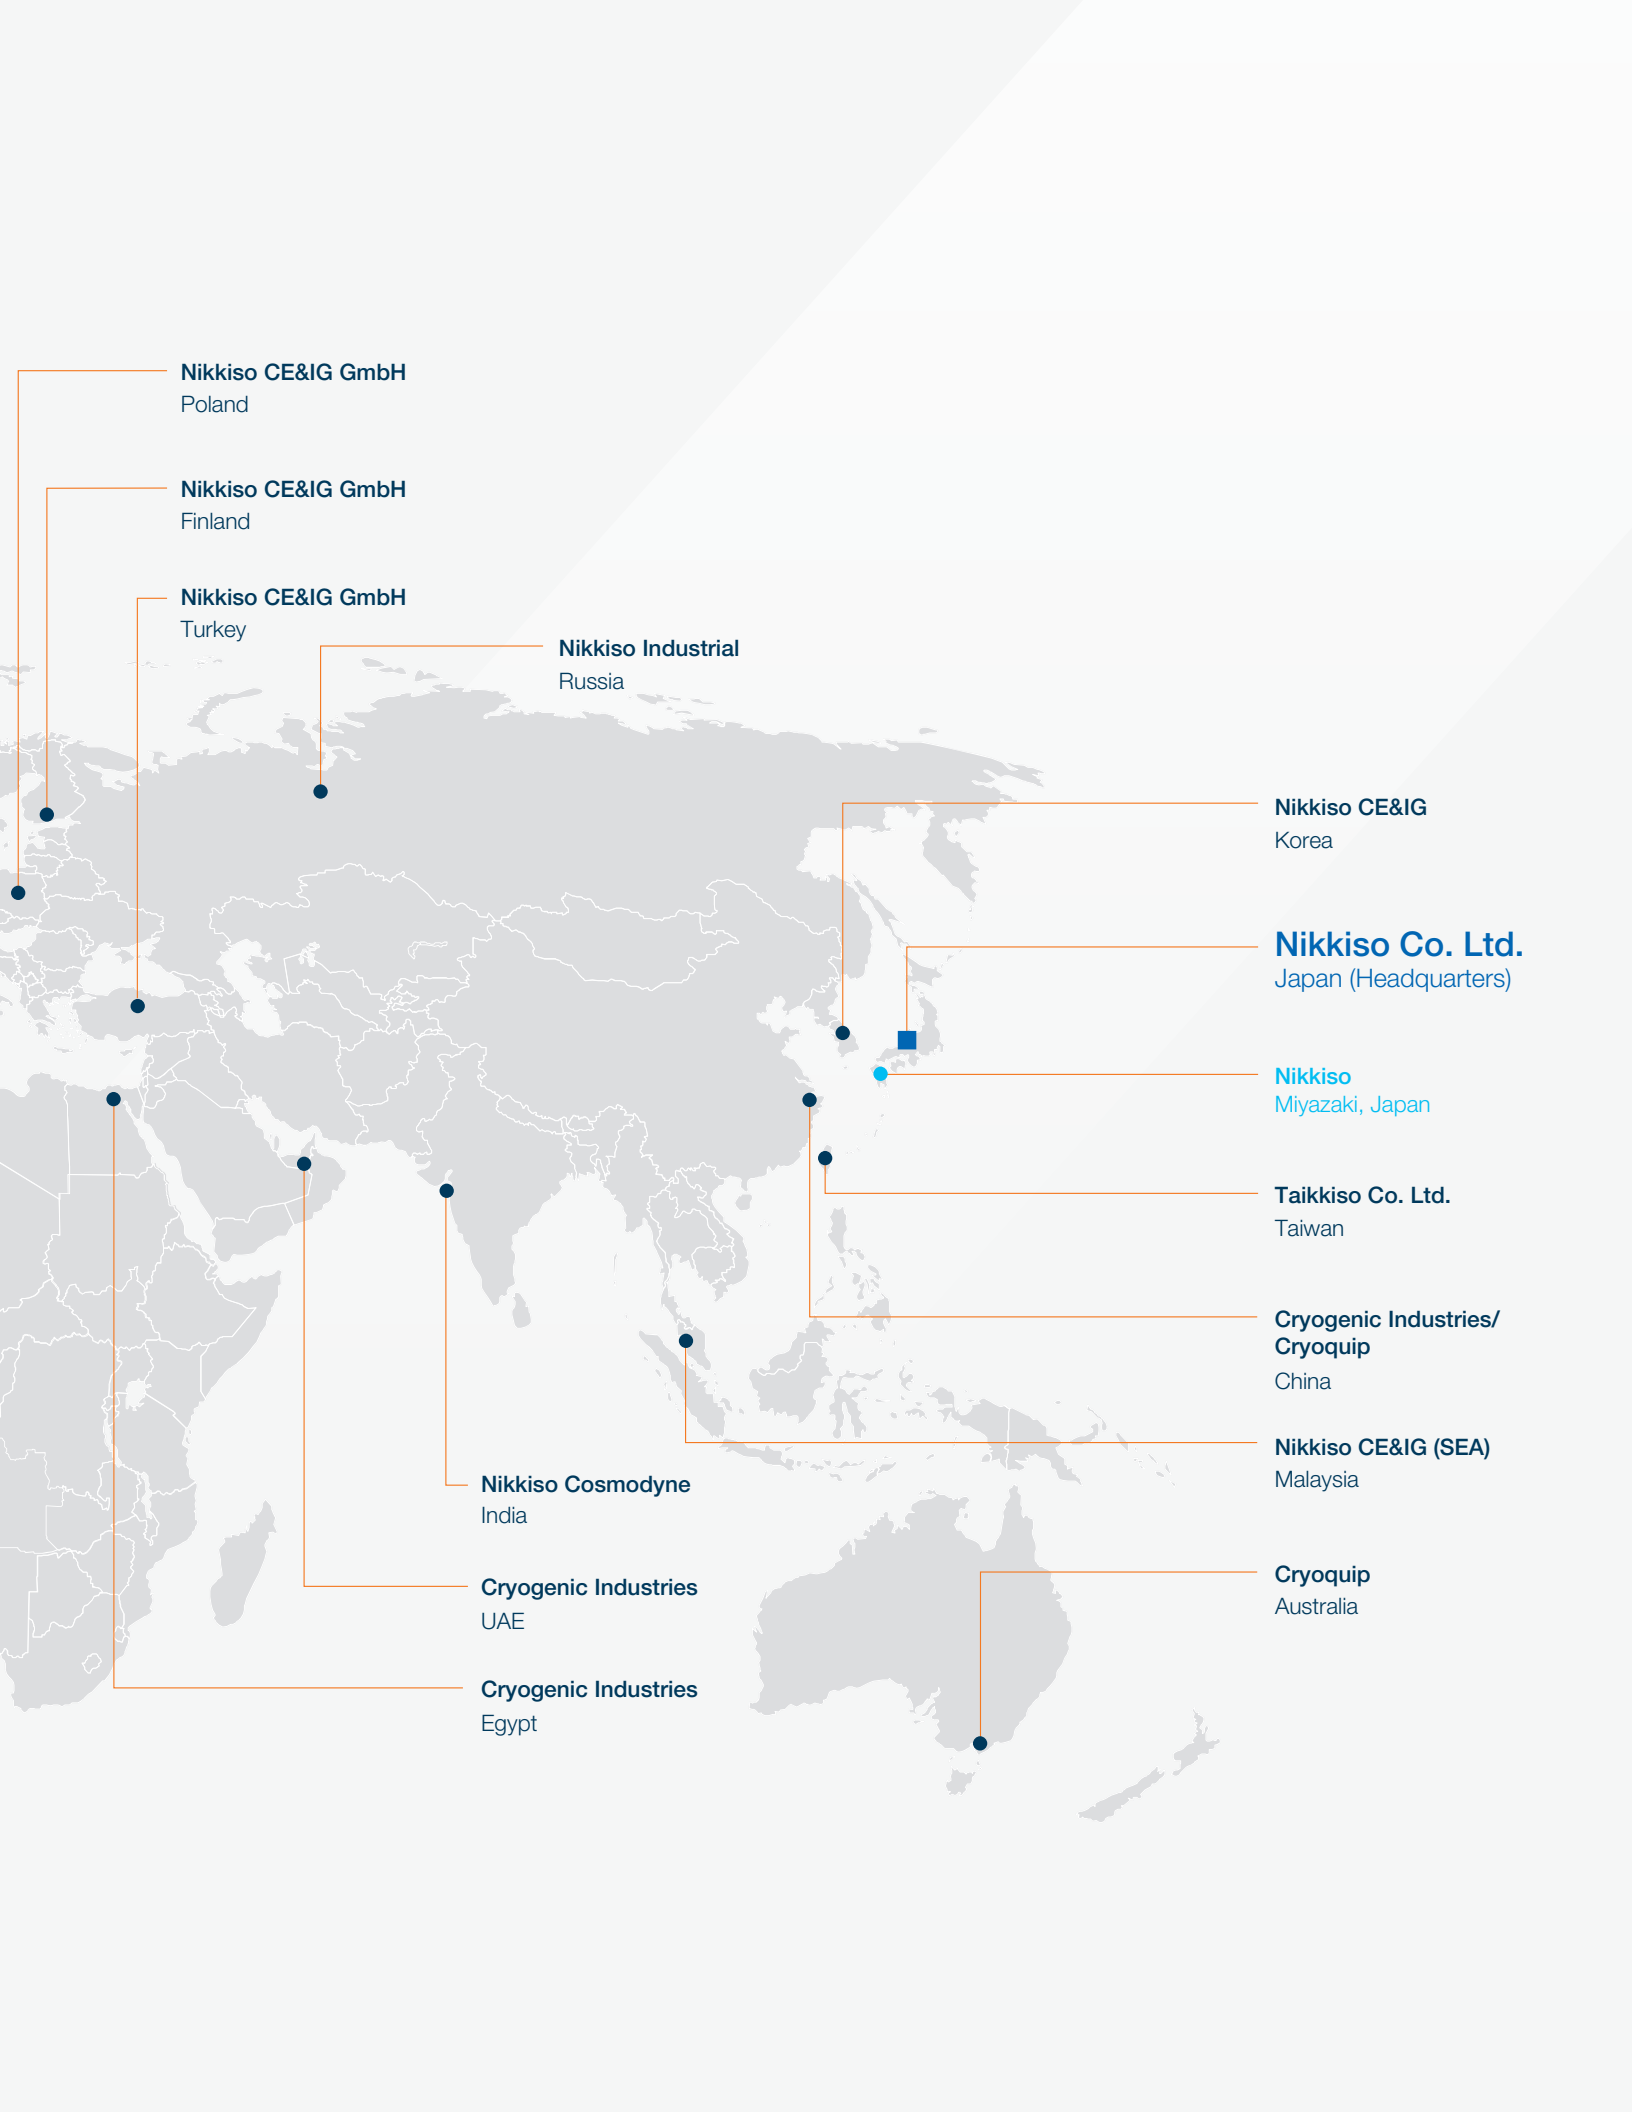 Nikkiso CE&IG GmbH
Poland
Nikkiso CE&IG GmbH
Finland
Nikkiso CE&IG GmbH
Turkey
Nikkiso Industrial
Russia
Nikkiso CE&IG
Korea
Nikkiso Co. Ltd.
Japan (Headquarters)
Nikkiso
Miyazaki, Japan
Taikkiso Co. Ltd.
Taiwan
Cryogenic Industries/
Cryoquip
China
Nikkiso CE&IG (SEA)
Malaysia
Nikkiso Cosmodyne
India
Cryogenic Industries
UAE
Cryoquip
Australia
Cryogenic Industries
Egypt